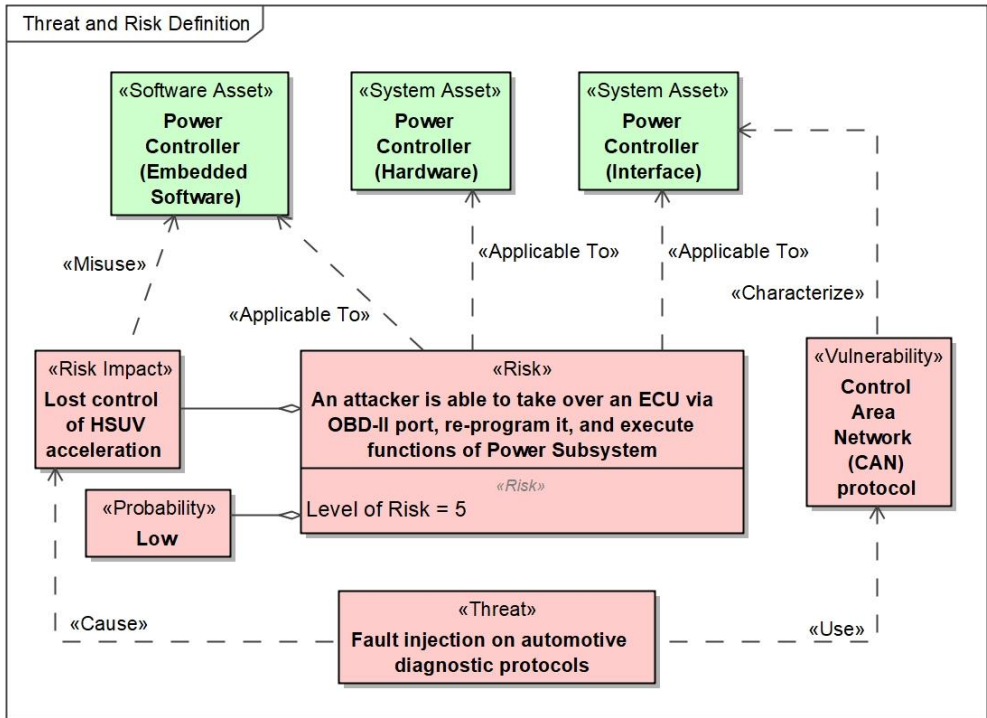 Threat and Risk Definition
«Software Asset»
Power
Controller
(Embedded
Software)
«System Asset»
Power
Controller
(Hardware)
«System Asset»
Power
Controller
(Interface)
«Misuse»
«Applicable To»
«Applicable To»
«Applicable To»
«Characterize»
«Risk Impact»
Lost control
of HSUV
acceleration
«Risk»
An attacker is able to take over an ECU via
OBD-II port, re-program it, and execute
functions of Power Subsystem
«Risk»
Level of Risk = 5
«Vulnerability»
Control
Area
Network
(CAN)
protocol
«Probability»
Low
«Threat»
Fault injection on automotive
diagnostic protocols
«Cause»
«Use»